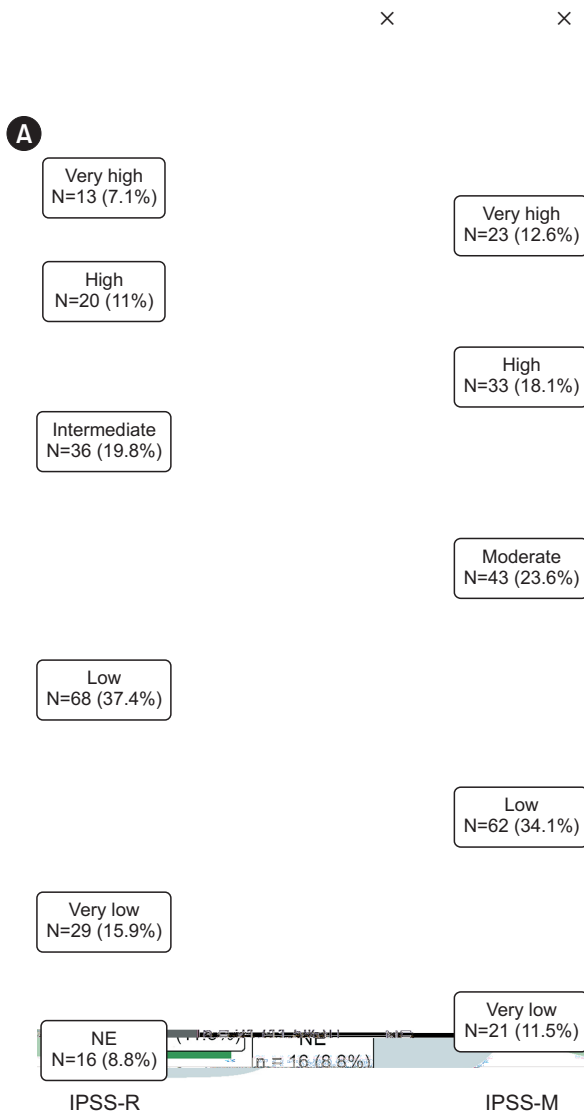 × ×
A
Very high
N=13 (7.1%)
High
N=20 (11%)
Intermediate
N=36 (19.8%)
Low
N=68 (37.4%)
Very low
N=29 (15.9%)
NE
N=16 (8.8%)
IPSS-R
NE
n = 16 (8.8%)
Very high
N=23 (12.6%)
High
N=33 (18.1%)
Moderate
N=43 (23.6%)
Low
N=62 (34.1%)
Very low
N=21 (11.5%)
IPSS-M